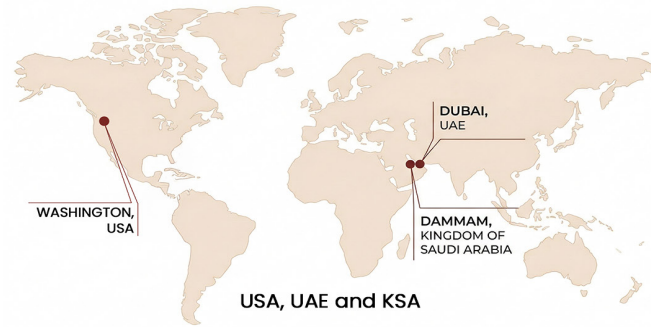 DUBAI,
UAE
WASHINGTON,
USA
DAMMAM,
KINGDOM OF
SAUDI ARABIA
USA, UAE and KSA